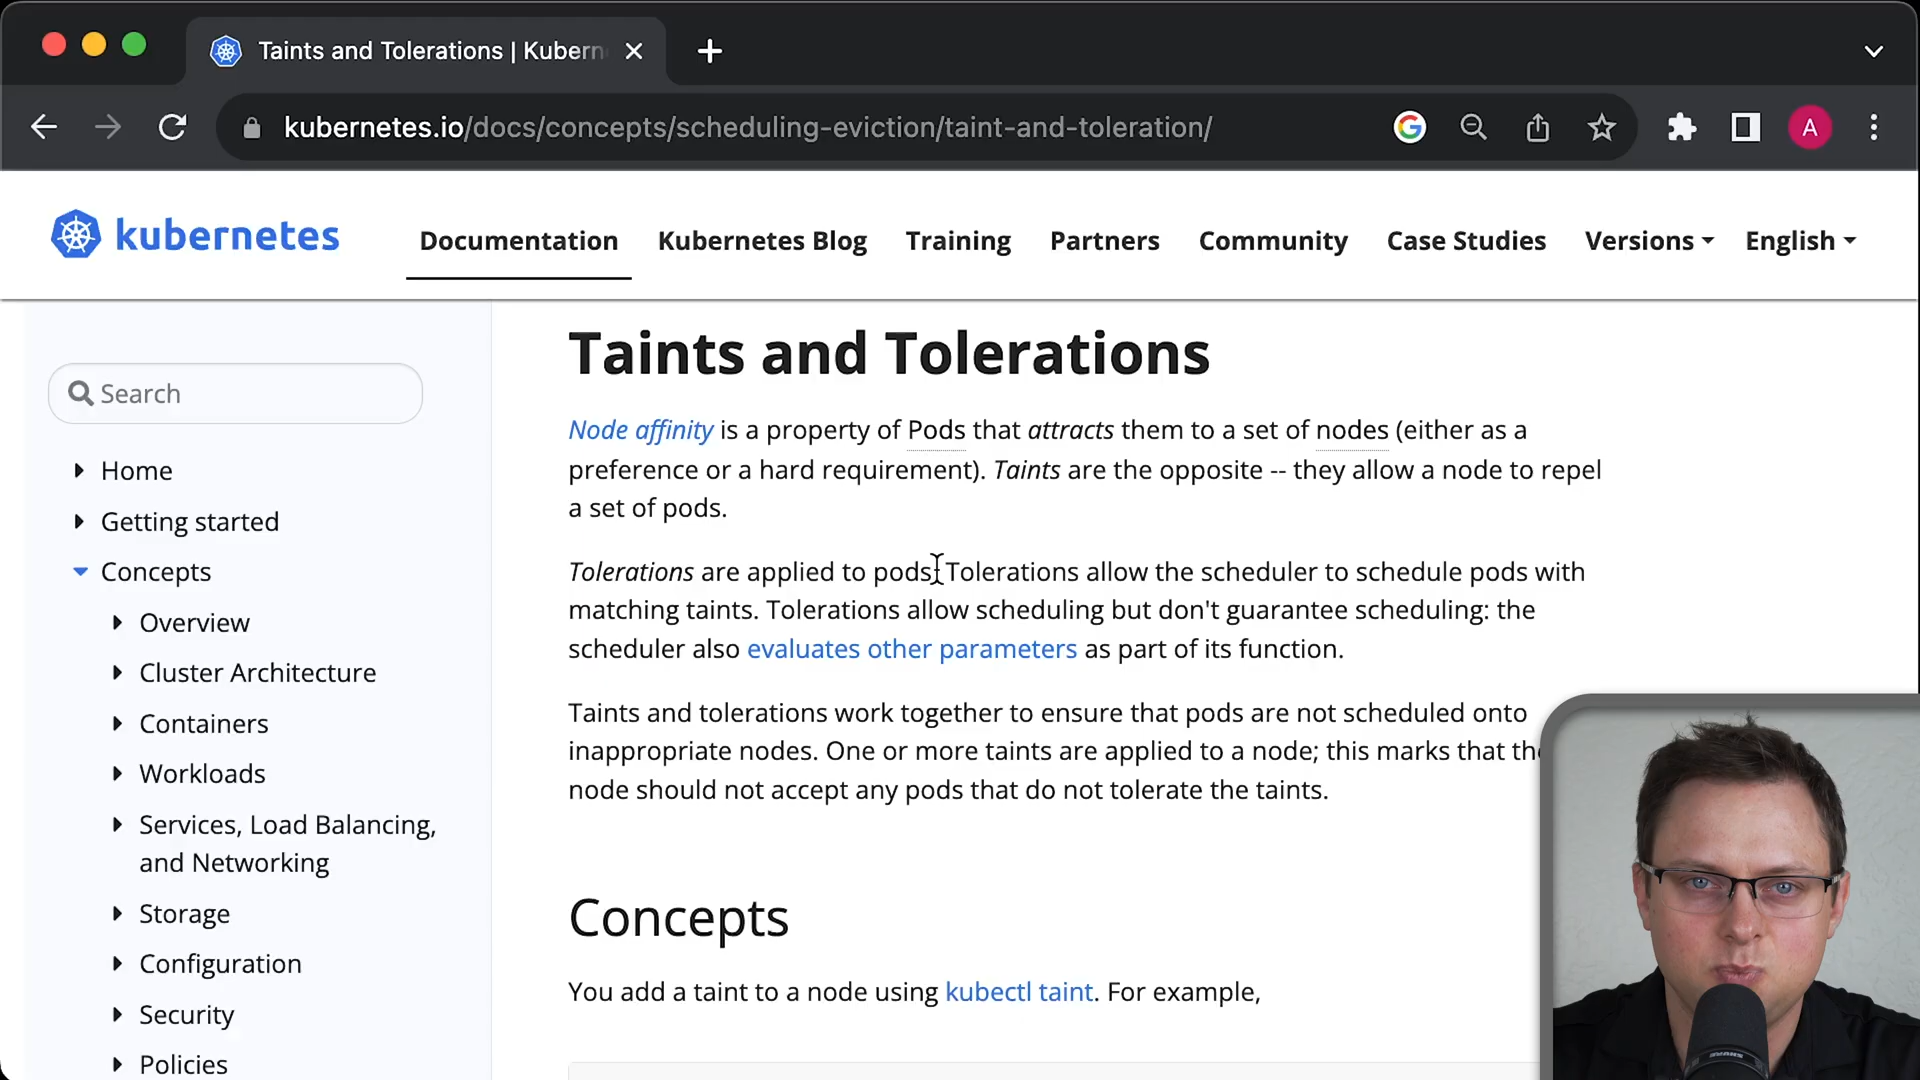 Taints and Tolerations | Kubern
kubernetes.io/docs/concepts/scheduling-eviction/taint-and-toleration/
A
kubernetes
Documentation
Kubernetes Blog
Training
Partners
Community
Case Studies
Versions
English
Search
Home
Getting started
Concepts
Overview
Cluster Architecture
Containers
Workloads
Services, Load Balancing,
and Networking
Storage
Configuration
Security
Policies
Taints and Tolerations
Node affinity is a property of Pods that attracts them to a set of nodes (either as a
preference or a hard requirement). Taints are the opposite -- they allow a node to repel
a set of pods.
Tolerations are applied to pods. Tolerations allow the scheduler to schedule pods with
matching taints. Tolerations allow scheduling but don't guarantee scheduling: the
scheduler also evaluates other parameters as part of its function.
Taints and tolerations work together to ensure that pods are not scheduled onto
inappropriate nodes. One or more taints are applied to a node; this marks that the
node should not accept any pods that do not tolerate the taints.
Concepts
You add a taint to a node using kubectl taint. For example,